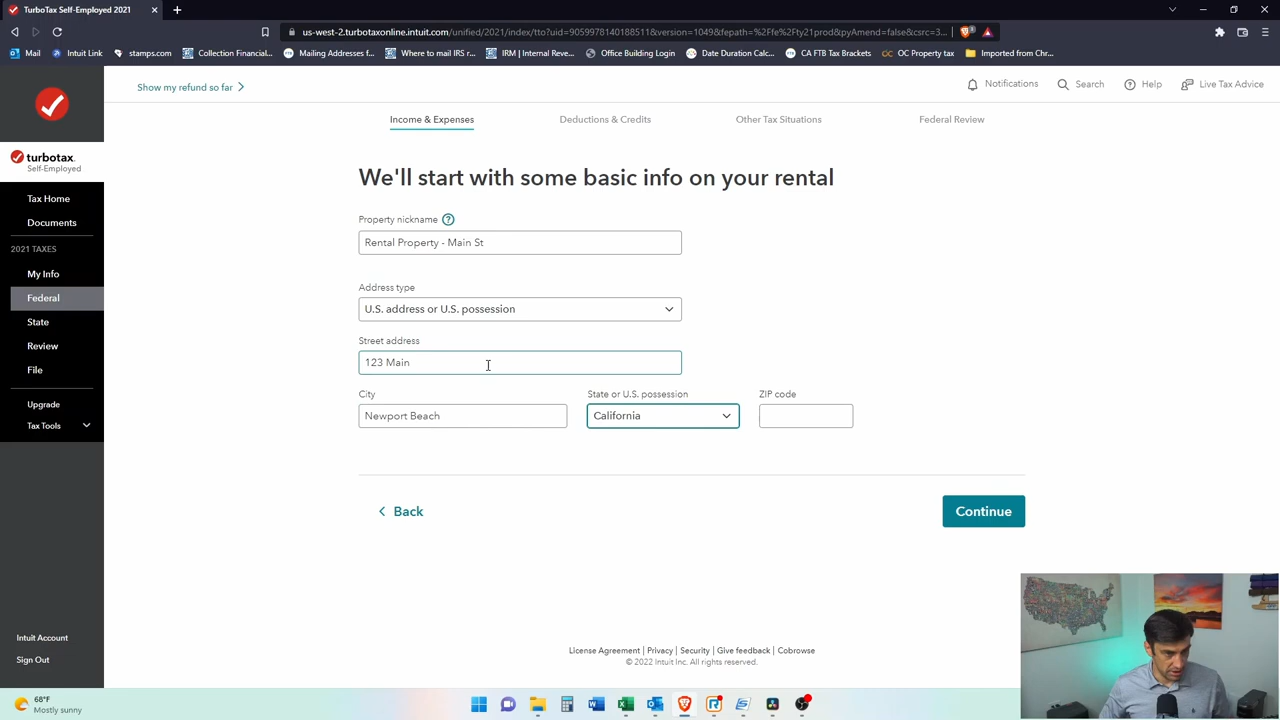 TurboTax Self-Employed 2021
us-west-2.turbotaxonline.intuit.com/unified/2021/index/tto?uid=9059978140188511&version=1049&fepath=%2Ffe%2Fty21prod&pyAmend=false&csrc=3...
Mail
Intuit Link
stamps.com
Collection Financial...
Mailing Addresses f...
Where to mail IRS r...
IRM | Internal Reve...
Office Building Login
Date Duration Calc...
CA FTB Tax Brackets
OC Property tax
Imported from Chr...
Show my refund so far
Notifications
Search
Help
Live Tax Advice
turbotax
Self-Employed
Tax Home
Documents
2021 TAXES
My Info
Federal
State
Review
File
Upgrade
Tax Tools
Intuit Account
Sign Out
Income & Expenses
Deductions & Credits
Other Tax Situations
Federal Review
We'll start with some basic info on your rental
Property nickname
Rental Property - Main St
Address type
U.S. address or U.S. possession
Street address
123 Main
City
State or U.S. possession
ZIP code
Newport Beach
California
Back
Continue
License Agreement | Privacy | Security | Give feedback | Cobrowse
© 2022 Intuit Inc. All rights reserved.
68°F
Mostly sunny